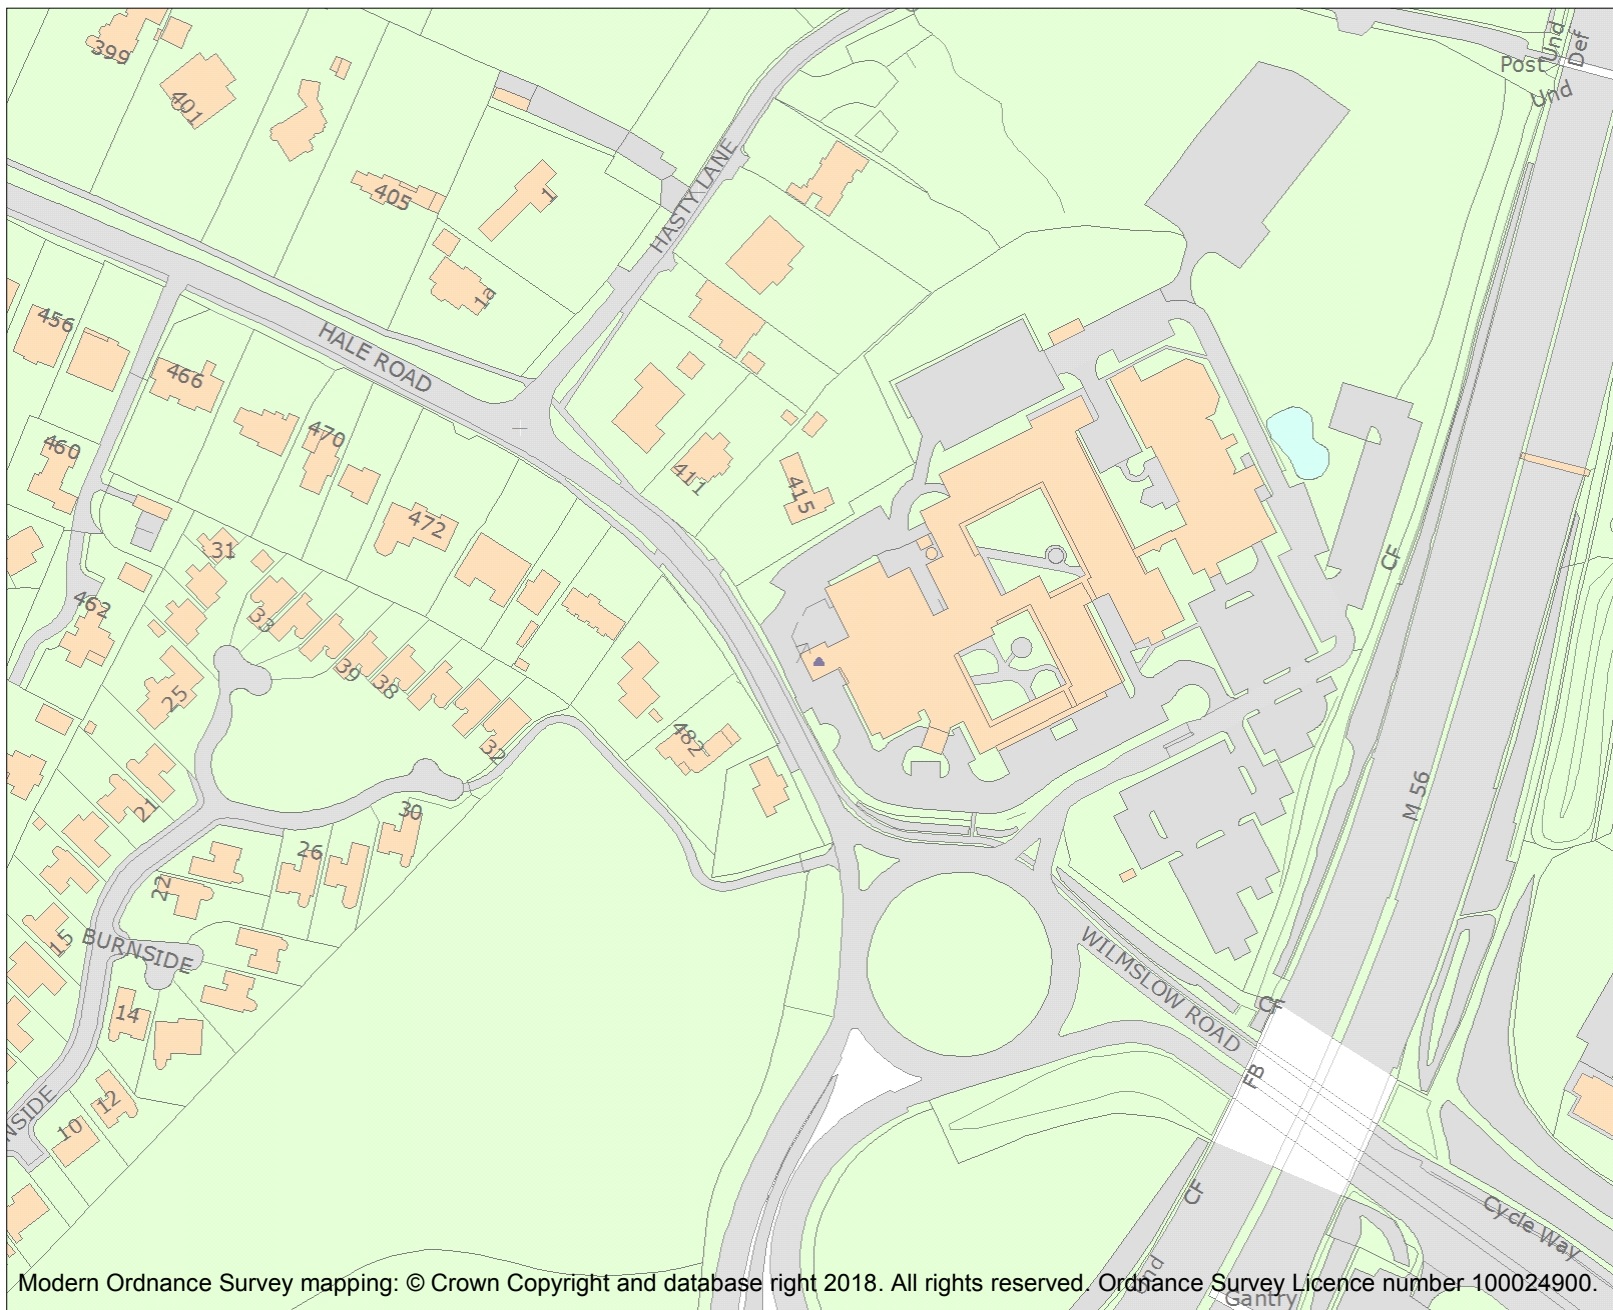 399
401
Post
Und
Def
Und
405
1
HASTY LANE
1a
456
HALE ROAD
466
460
470
411
415
472
31
CF
462
33
39
38
25
482
32
M 56
21
30
26
22
15
BURNSIDE
WILMSLOW ROAD
14
CF
FB
12
10
NSIDE
CF
Cycle Way
Und
Modern Ordnance Survey mapping: © Crown Copyright and database right 2018. All rights reserved. Ordnance Survey Licence number 100024900.
Gantry